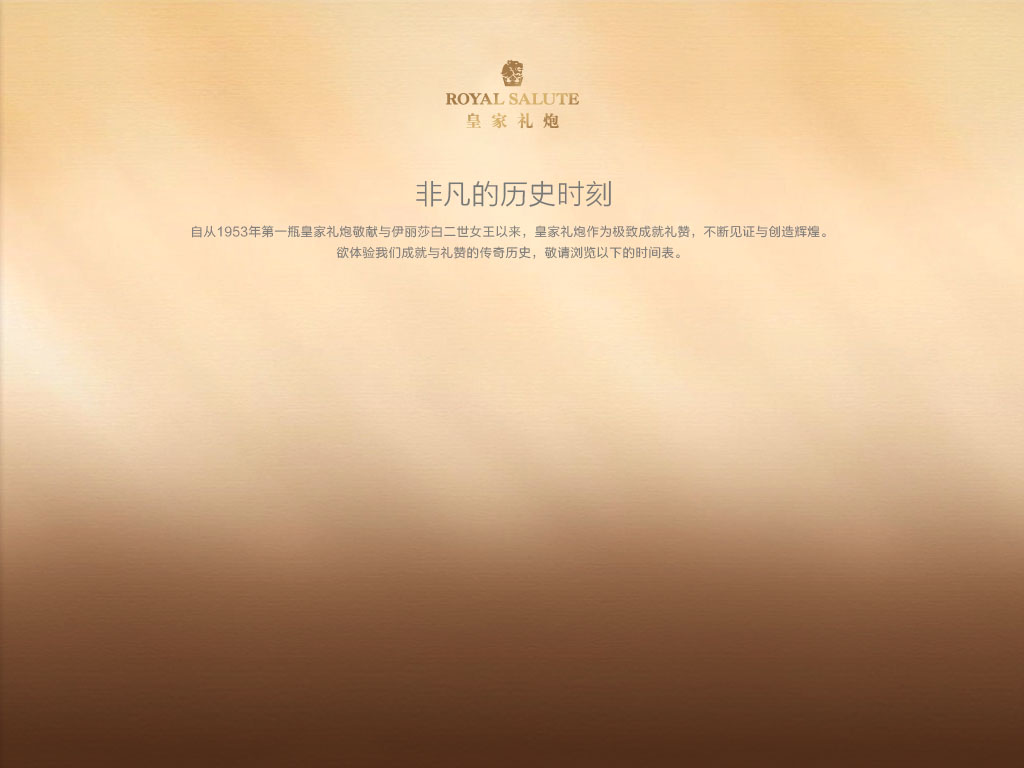 ROYAL SALUTE
皇家礼炮
非凡的历史时刻
自从1953年第一瓶皇家礼炮敬献与伊丽莎白二世女王以来，皇家礼炮作为极致成就礼赞，不断见证与创造辉煌。
欲体验我们成就与礼赞的传奇历史，敬请浏览以下的时间表。